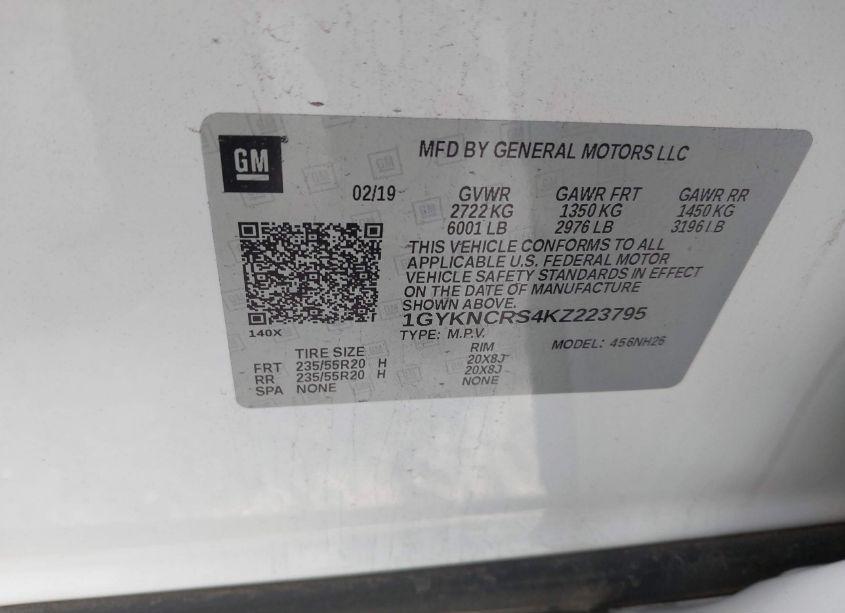 GM
MFD BY GENERAL MOTORS LLC
02/19 GVWR GAWR FRT GAWR RR
2722 KG 1350 KG 1450 KG
6001 LB 2976 LB 3196 LB
THIS VEHICLE CONFORMS TO ALL
APPLICABLE U.S. FEDERAL MOTOR
VEHICLE SAFETY STANDARDS IN EFFECT
ON THE DATE OF MANUFACTURE
SHOWN ABOVE.
1GYKNCRS4KZ223795
140X
TYPE: M.P.V. MODEL: 456NH26
TIRE SIZE RIM
FRT 235/55R20 H 20X8J
RR 235/55R20 H 20X8J
SPA NONE NONE